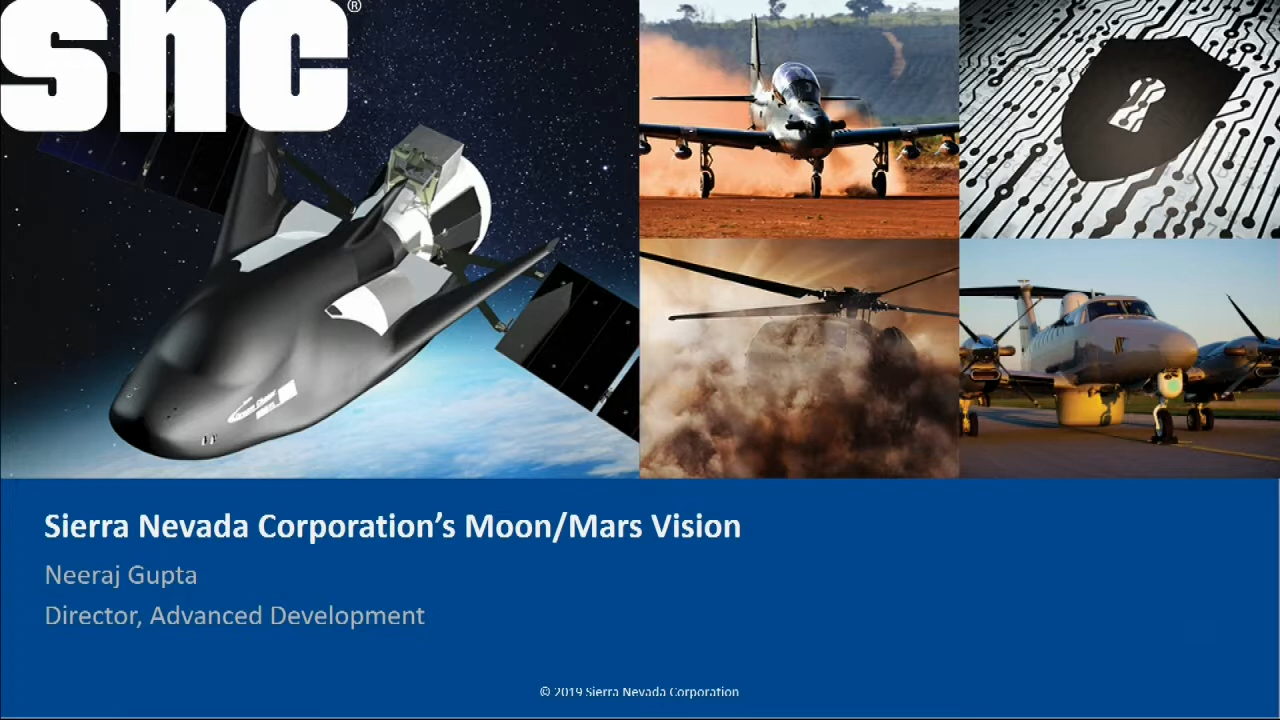 snc®
Sierra Nevada Corporation’s Moon/Mars Vision
Neeraj Gupta
Director, Advanced Development
© 2019 Sierra Nevada Corporation